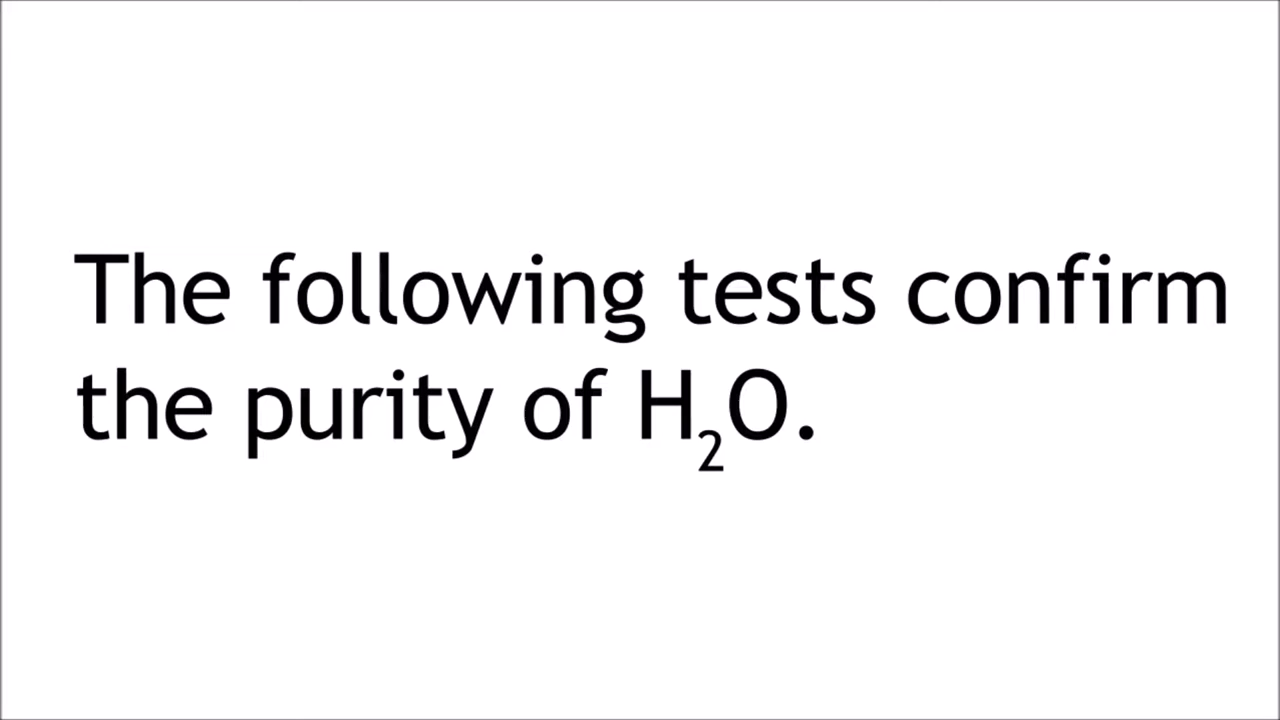 The following tests confirm
the purity of H₂O.